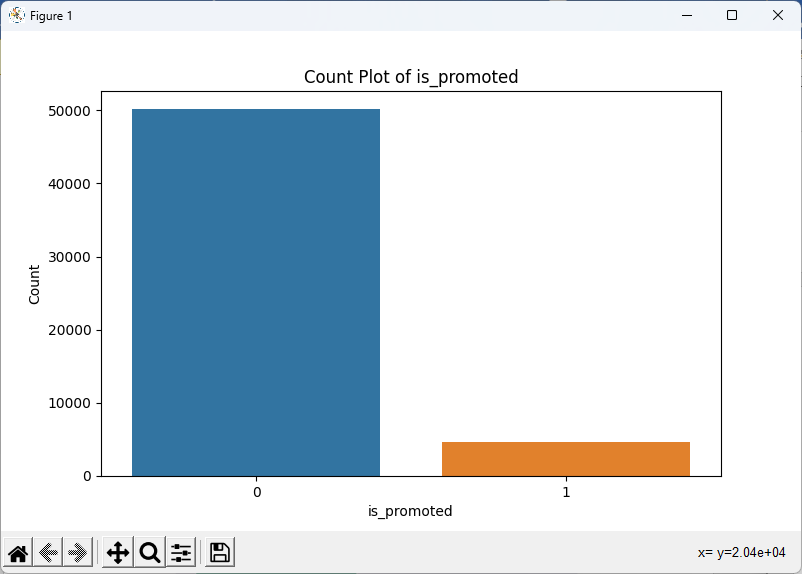 Figure 1
Count Plot of is_promoted
50000
40000
30000
20000
10000
0
Count
0 1
is_promoted
x= y=2.04e+04